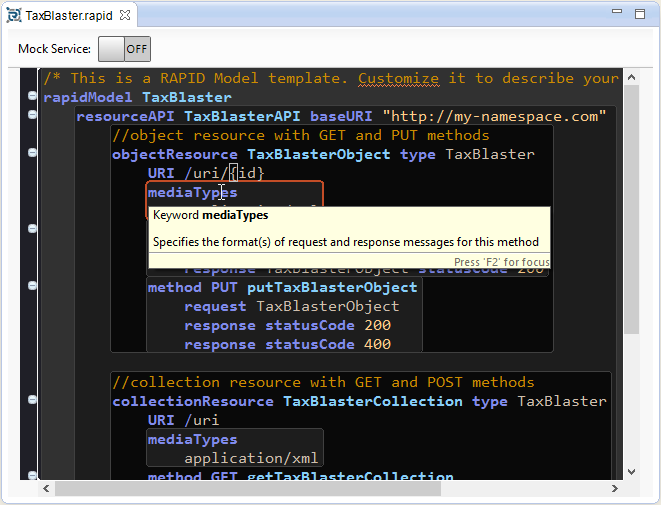 TaxBlaster.rapid
Mock Service: OFF
/* This is a RAPID Model template. Customize it to describe your
rapidModel TaxBlaster
resourceAPI TaxBlasterAPI baseURI "http://my-namespace.com"
//object resource with GET and PUT methods
objectResource TaxBlasterObject type TaxBlaster
URI /uri/{id}
mediaTypes
Keyword mediaTypes
Specifies the format(s) of request and response messages for this method
Press 'F2' for focus
response TaxBlasterObject statusCode 200
method PUT putTaxBlasterObject
request TaxBlasterObject
response statusCode 200
response statusCode 400
//collection resource with GET and POST methods
collectionResource TaxBlasterCollection type TaxBlaster
URI /uri
mediaTypes
application/xml
method GET getTaxBlasterCollection